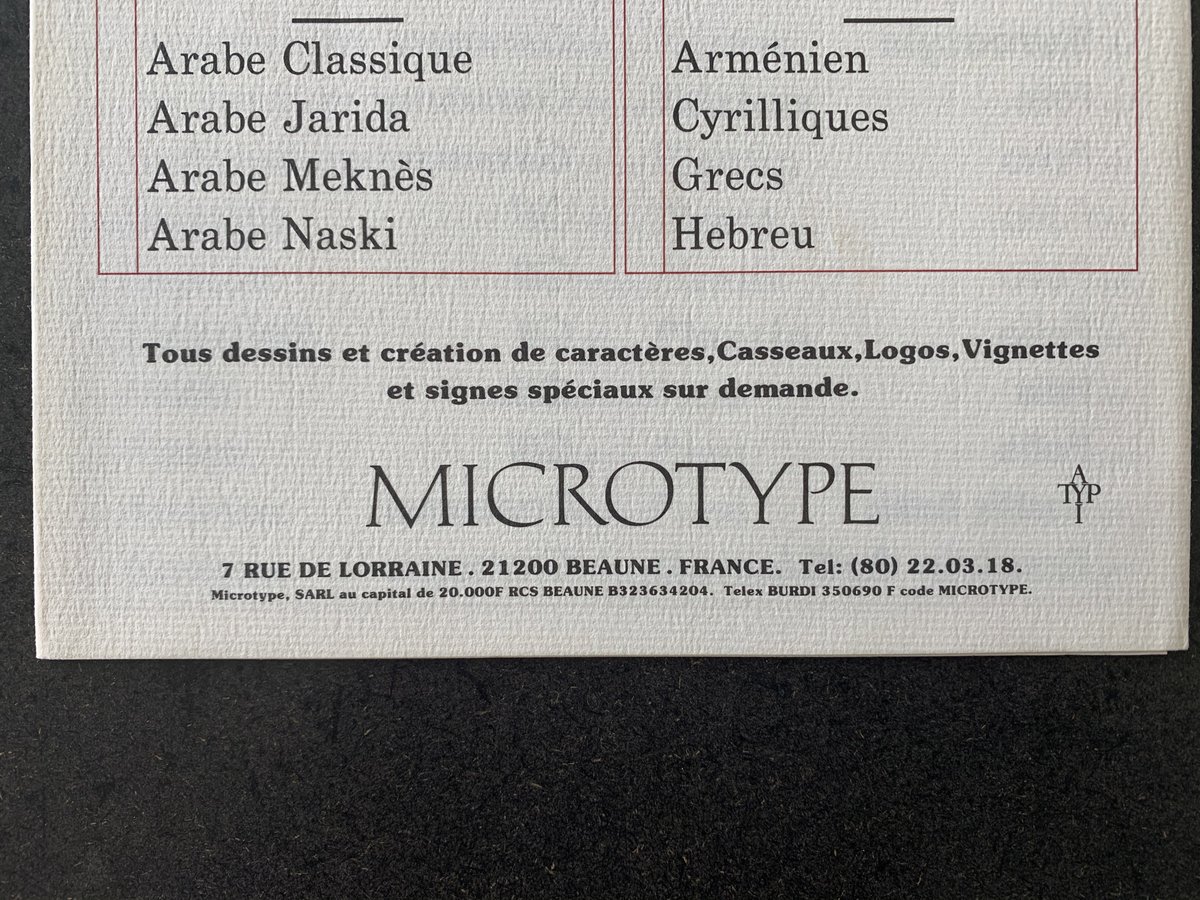 Arabe Classique
Arabe Jarida
Arabe Meknès
Arabe Naski
Arménien
Cyrilliques
Grecs
Hebreu
Tous dessins et création de caractères,Casseaux,Logos,Vignettes
et signes spéciaux sur demande.
MICROTYPE
A
TYP
I
7 RUE DE LORRAINE . 21200 BEAUNE . FRANCE. Tel: (80) 22.03.18.
Microtype, SARL au capital de 20.000F RCS BEAUNE B323634204. Telex BURDI 350690 F code MICROTYPE.